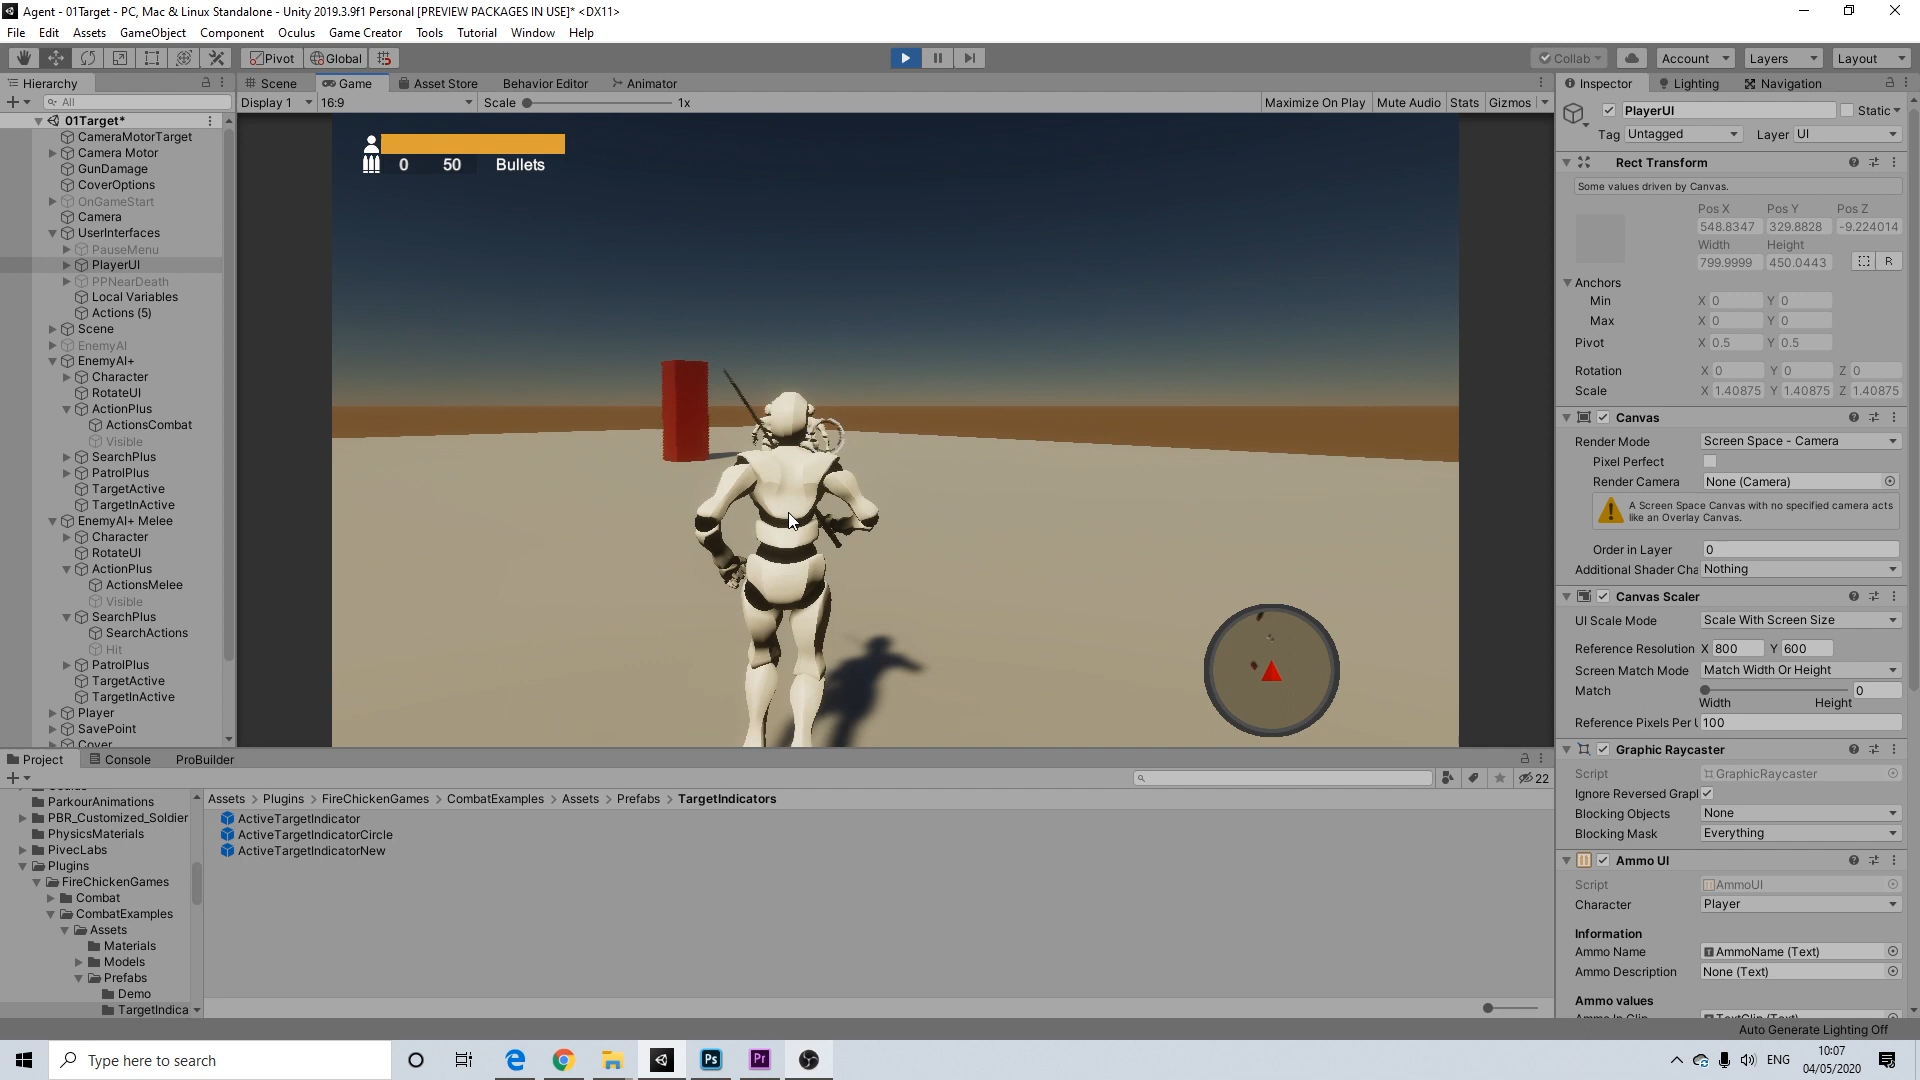 Agent - 01Target - PC, Mac & Linux Standalone - Unity 2019.3.9f1 Personal [PREVIEW PACKAGES IN USE]* <DX11>
File Edit Assets GameObject Component Oculus Game Creator Tools Tutorial Window Help
Pivot Global Collab Account Layers Layout
Hierarchy
All
01Target*
CameraMotorTarget
Camera Motor
GunDamage
CoverOptions
OnGameStart
Camera
UserInterfaces
PauseMenu
PlayerUI
PPNearDeath
Local Variables
Actions (5)
Scene
EnemyAI
EnemyAI+
Character
RotateUI
ActionPlus
ActionsCombat
Visible
SearchPlus
PatrolPlus
TargetActive
TargetInActive
EnemyAI+ Melee
Character
RotateUI
ActionPlus
ActionsMelee
Visible
SearchPlus
SearchActions
Hit
PatrolPlus
TargetActive
TargetInActive
Player
SavePoint
Cover
Scene Game Asset Store Behavior Editor Animator
Display 1 16:9 Scale 1x Maximize On Play Mute Audio Stats Gizmos
0 50 Bullets
Inspector Lighting Navigation
PlayerUI Static
Tag Untagged Layer UI
Rect Transform
Some values driven by Canvas.
Pos X Pos Y Pos Z
548.8347 329.8828 -9.224014
Width Height
799.9999 450.0443 R
Anchors
Min X 0 Y 0
Max X 0 Y 0
Pivot X 0.5 Y 0.5
Rotation X 0 Y 0 Z 0
Scale X 1.40875 Y 1.40875 Z 1.40875
Canvas
Render Mode Screen Space - Camera
Pixel Perfect
Render Camera None (Camera)
A Screen Space Canvas with no specified camera acts
like an Overlay Canvas.
Order in Layer 0
Additional Shader Cha Nothing
Canvas Scaler
UI Scale Mode Scale With Screen Size
Reference Resolution X 800 Y 600
Screen Match Mode Match Width Or Height
Match 0
Width Height
Reference Pixels Per U 100
Graphic Raycaster
Script GraphicRaycaster
Ignore Reversed Grapl
Blocking Objects None
Blocking Mask Everything
Ammo UI
Script AmmoUI
Character Player
Information
Ammo Name AmmoName (Text)
Ammo Description None (Text)
Ammo values
Ammo In Clip TextClip (Text)
Auto Generate Lighting Off
Project Console ProBuilder
22
ParkourAnimations
PBR_Customized_Soldier
PhysicsMaterials
PivecLabs
Plugins
FireChickenGames
Combat
CombatExamples
Assets
Materials
Models
Prefabs
Demo
TargetIndica
Assets > Plugins > FireChickenGames > CombatExamples > Assets > Prefabs > TargetIndicators
ActiveTargetIndicator
ActiveTargetIndicatorCircle
ActiveTargetIndicatorNew
Type here to search
Ps Pr
ENG
10:07
04/05/2020